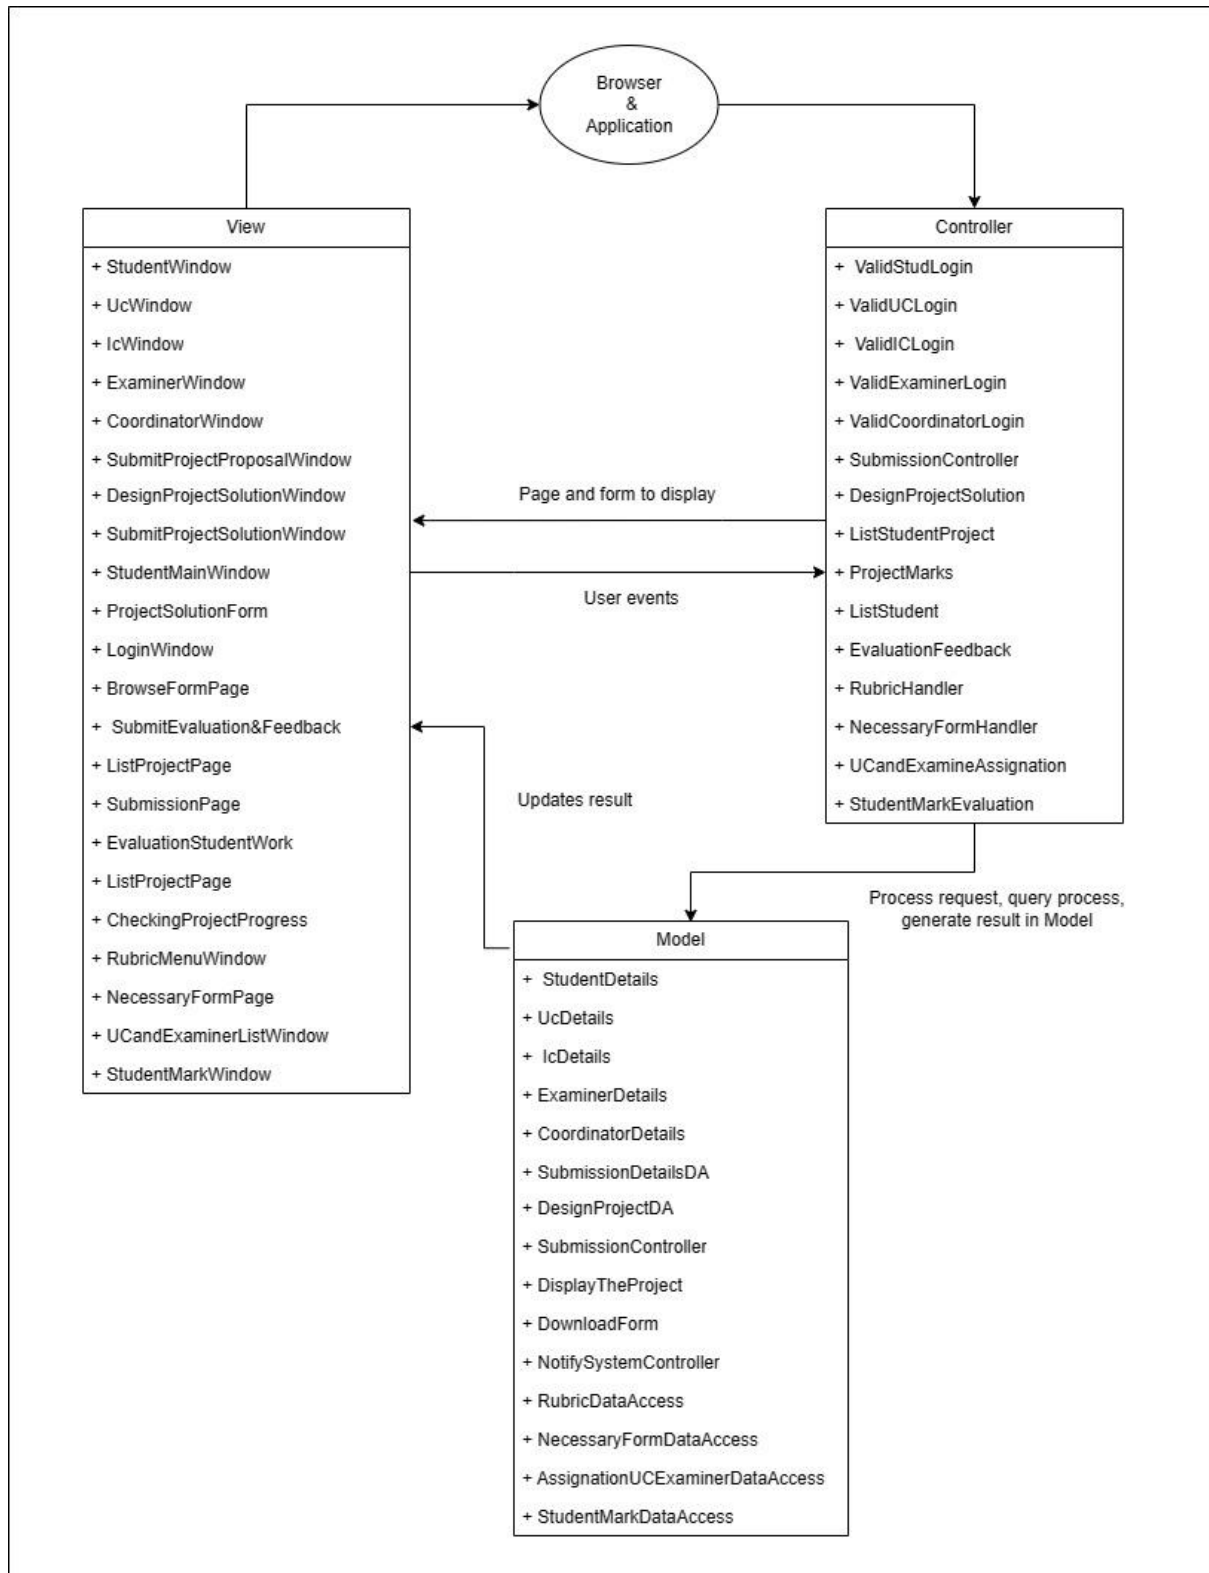 Browser
&
Application
View
+ StudentWindow
+ UcWindow
+ IcWindow
+ ExaminerWindow
+ CoordinatorWindow
+ SubmitProjectProposalWindow
+ DesignProjectSolutionWindow
+ SubmitProjectSolutionWindow
+ StudentMainWindow
+ ProjectSolutionForm
+ LoginWindow
+ BrowseFormPage
+ SubmitEvaluation&Feedback
+ ListProjectPage
+ SubmissionPage
+ EvaluationStudentWork
+ ListProjectPage
+ CheckingProjectProgress
+ RubricMenuWindow
+ NecessaryFormPage
+ UCandExaminerListWindow
+ StudentMarkWindow
Page and form to display
User events
Updates result
Controller
+ ValidStudLogin
+ ValidUCLogin
+ ValidICLogin
+ ValidExaminerLogin
+ ValidCoordinatorLogin
+ SubmissionController
+ DesignProjectSolution
+ ListStudentProject
+ ProjectMarks
+ ListStudent
+ EvaluationFeedback
+ RubricHandler
+ NecessaryFormHandler
+ UCandExamineAssignation
+ StudentMarkEvaluation
Process request, query process,
generate result in Model
Model
+ StudentDetails
+ UcDetails
+ IcDetails
+ ExaminerDetails
+ CoordinatorDetails
+ SubmissionDetailsDA
+ DesignProjectDA
+ SubmissionController
+ DisplayTheProject
+ DownloadForm
+ NotifySystemController
+ RubricDataAccess
+ NecessaryFormDataAccess
+ AssignationUCExaminerDataAccess
+ StudentMarkDataAccess